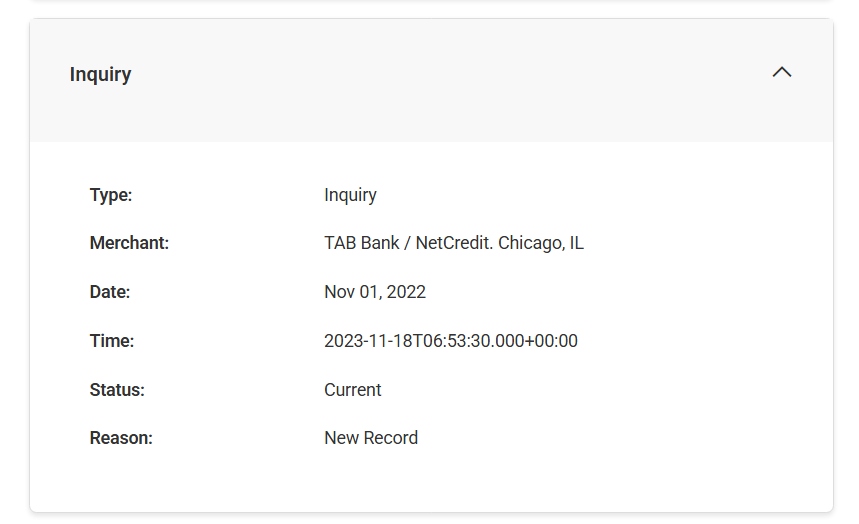 Inquiry
Type: Inquiry
Merchant: TAB Bank / NetCredit. Chicago, IL
Date: Nov 01, 2022
Time: 2023-11-18T06:53:30.000+00:00
Status: Current
Reason: New Record